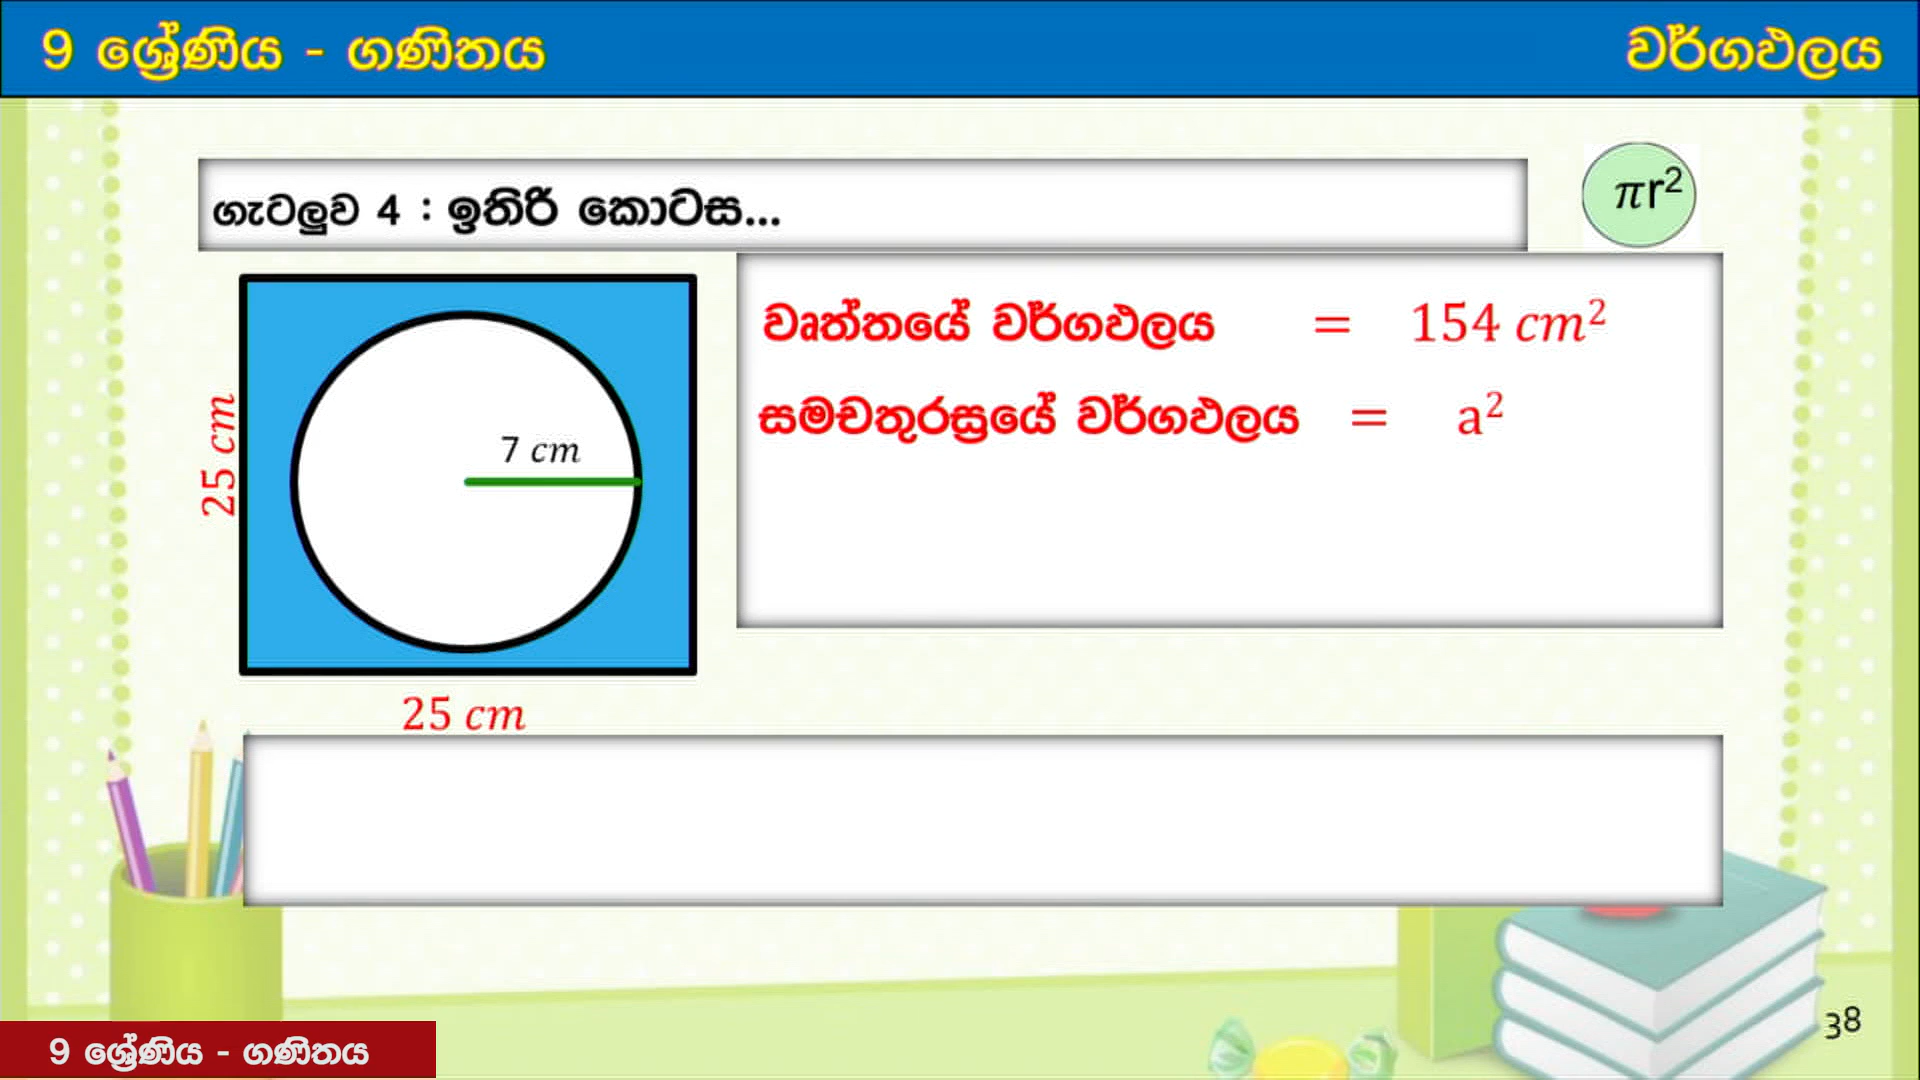 9 ශ්‍රේණිය - ගණිතය
වර්ගඵලය
ගැටලුව 4 : ඉතිරි කොටස...
πr²
වෘත්තයේ වර්ගඵලය = 154 cm²
සමචතුරස්‍රයේ වර්ගඵලය = a²
7 cm
25 cm
25 cm
38
9 ශ්‍රේණිය - ගණිතය